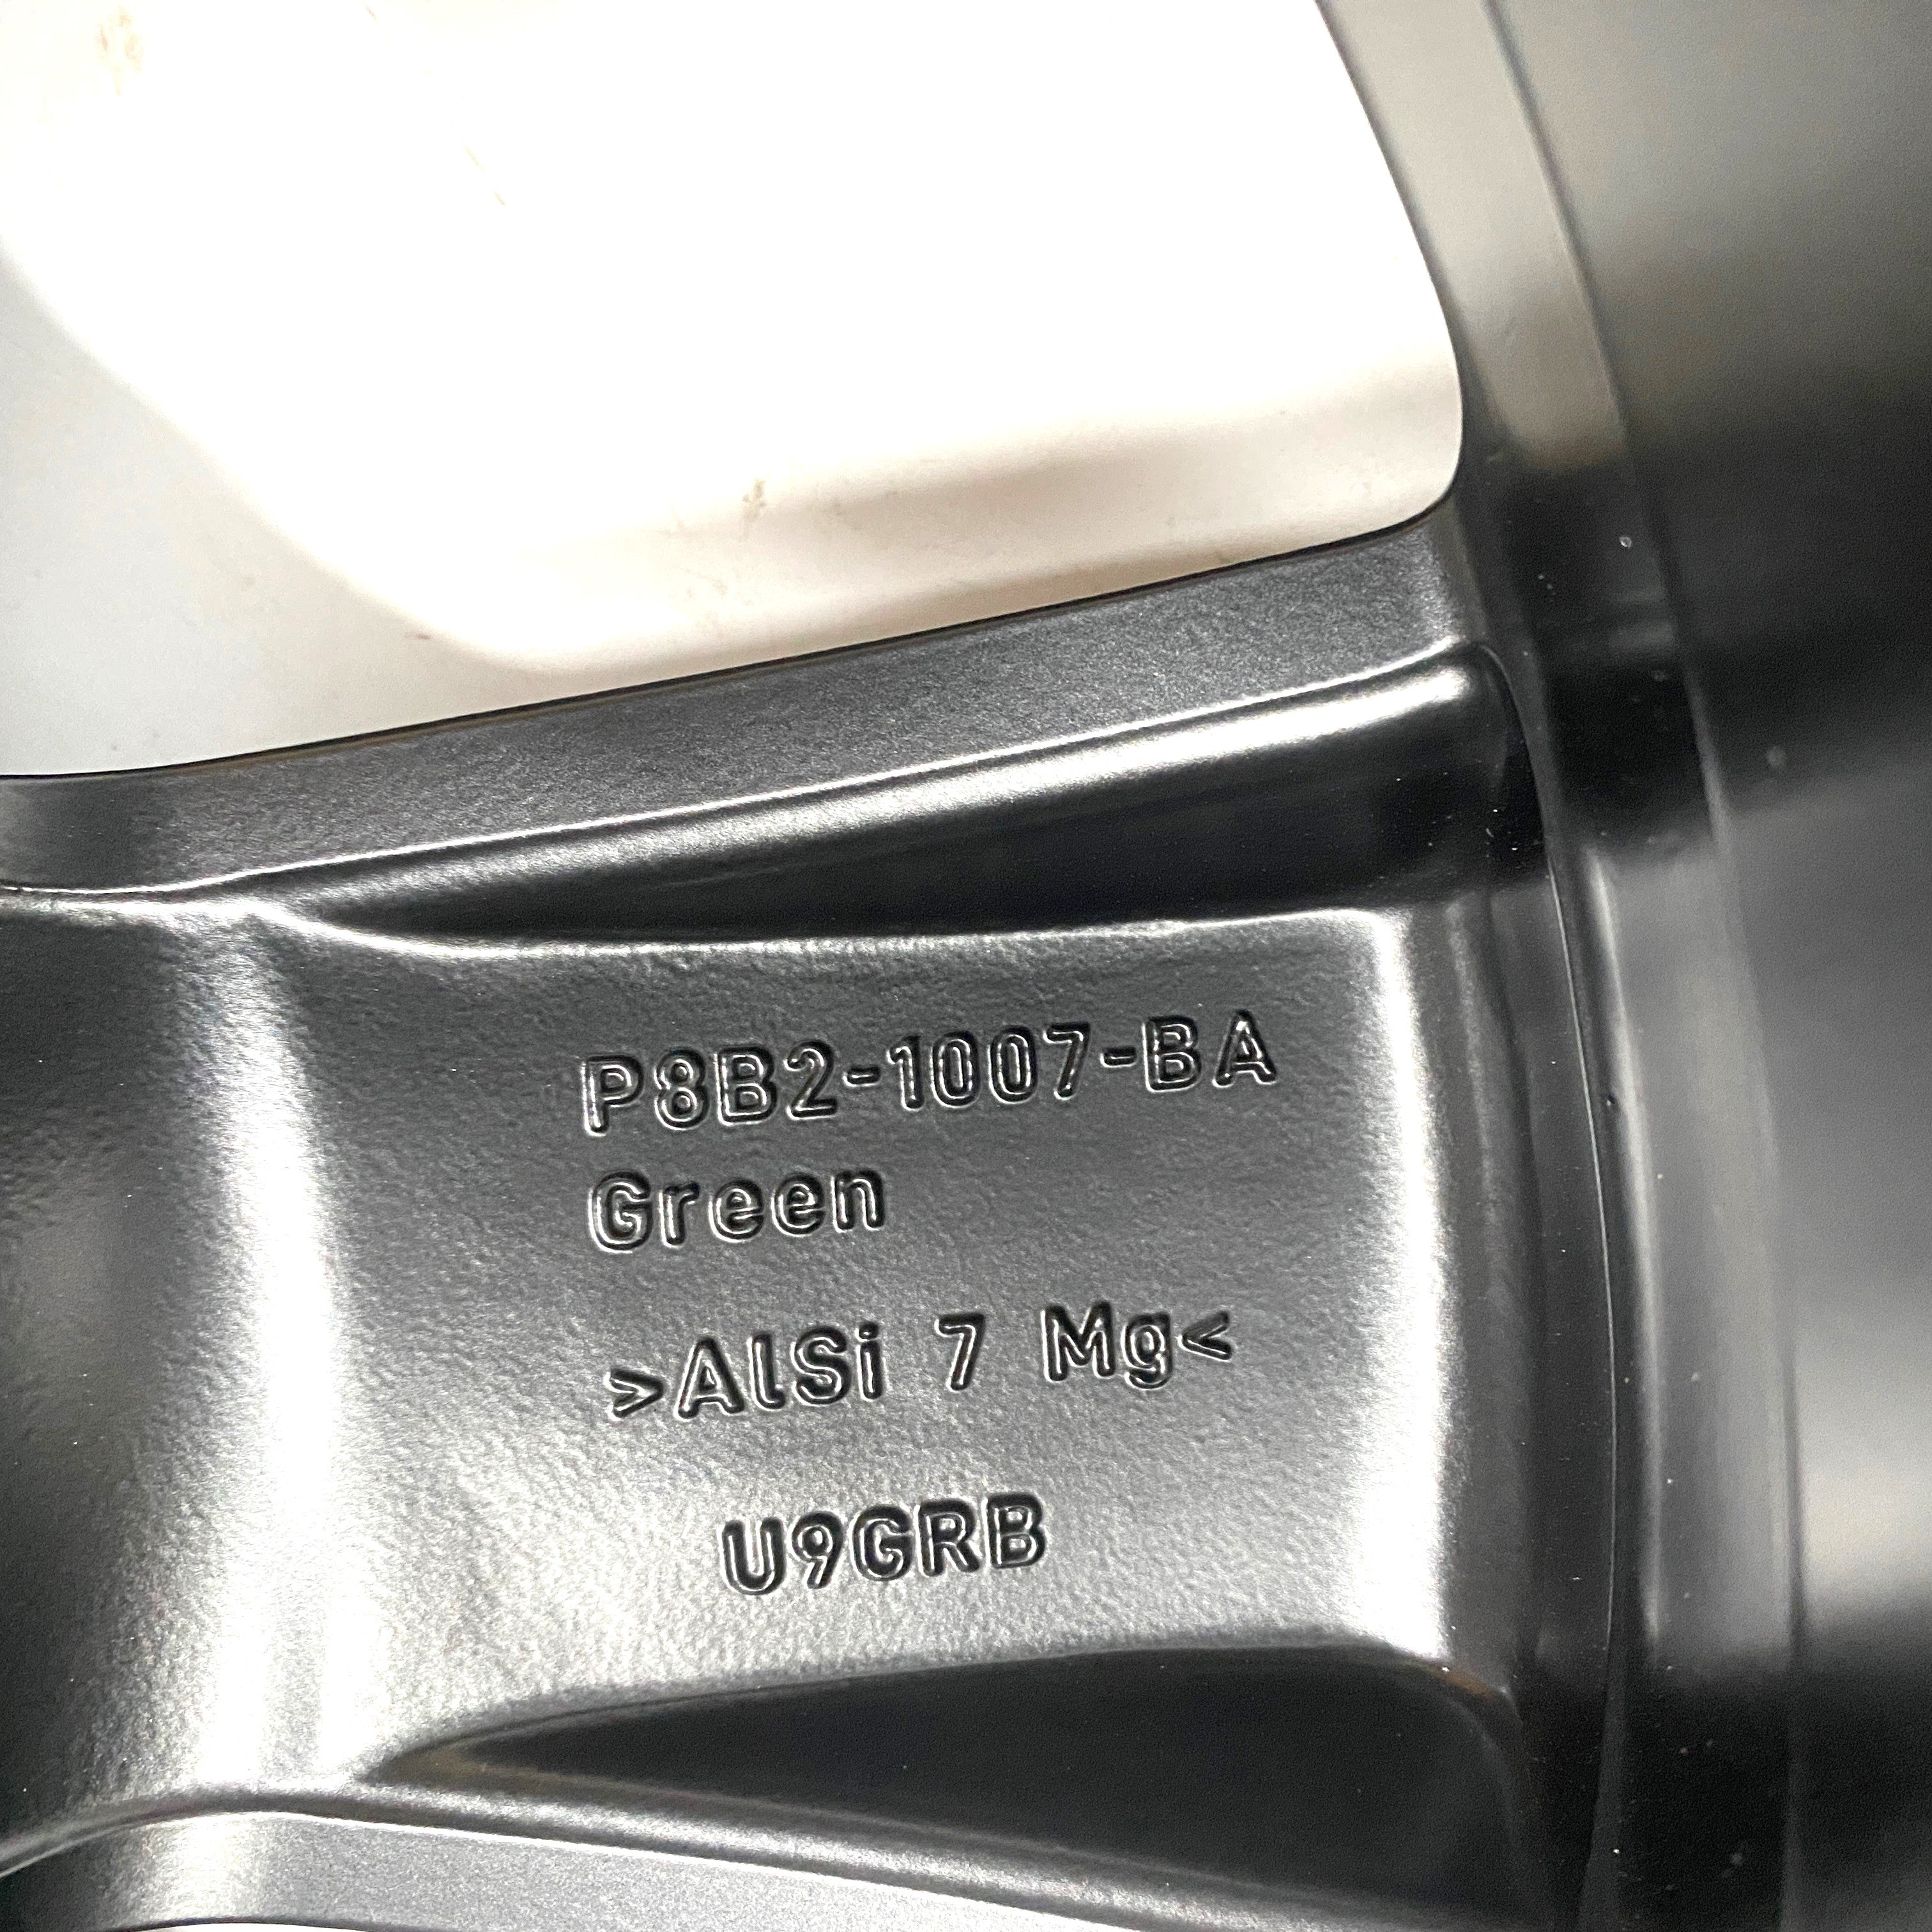 P8B2-1007-BA
Green
>AlSi 7 Mg<
U9GRB